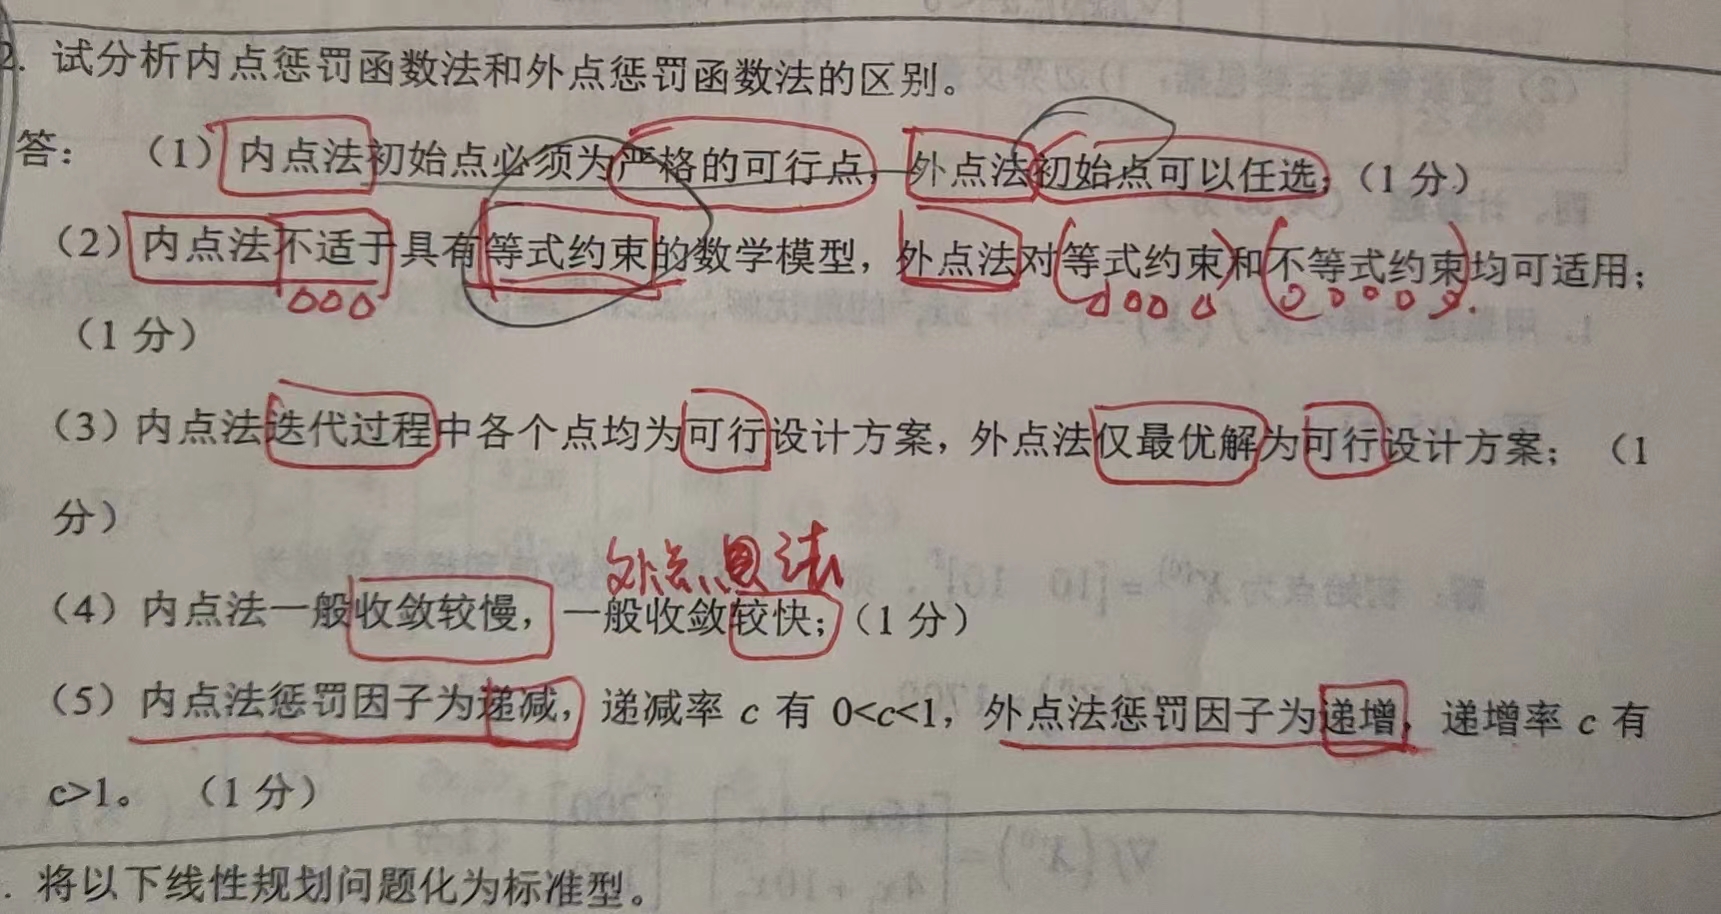 2. 试分析内点惩罚函数法和外点惩罚函数法的区别。
答：（1）内点法初始点必须为严格的可行点，外点法初始点可以任选；（1 分）
（2）内点法不适于具有等式约束的数学模型，外点法对等式约束和不等式约束均可适用；
（1 分）
（3）内点法迭代过程中各个点均为可行设计方案，外点法仅最优解为可行设计方案；（1
分）
外点 法
（4）内点法一般收敛较慢，一般收敛较快；（1 分）
（5）内点法惩罚因子为递减，递减率 c 有 0<c<1，外点法惩罚因子为递增，递增率 c 有
c>1。（1 分）
. 将以下线性规划问题化为标准型。